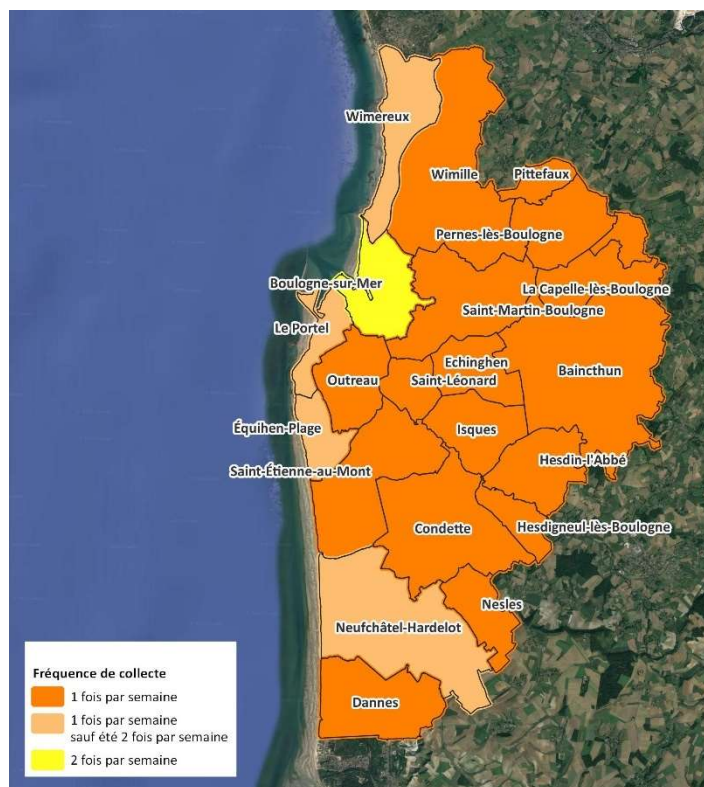 Wimereux
Wimille
Pittefaux
Pernes-lès-Boulogne
Boulogne-sur-Mer
La Capelle-lès-Boulogne
Saint-Martin-Boulogne
Le Portel
Echinghen
Baincthun
Outreau
Saint-Léonard
Équihen-Plage
Isques
Hesdin-l'Abbé
Saint-Étienne-au-Mont
Condette
Hesdigneul-lès-Boulogne
Nesles
Neufchâtel-Hardelot
Dannes
Fréquence de collecte
1 fois par semaine
1 fois par semaine
sauf été 2 fois par semaine
2 fois par semaine